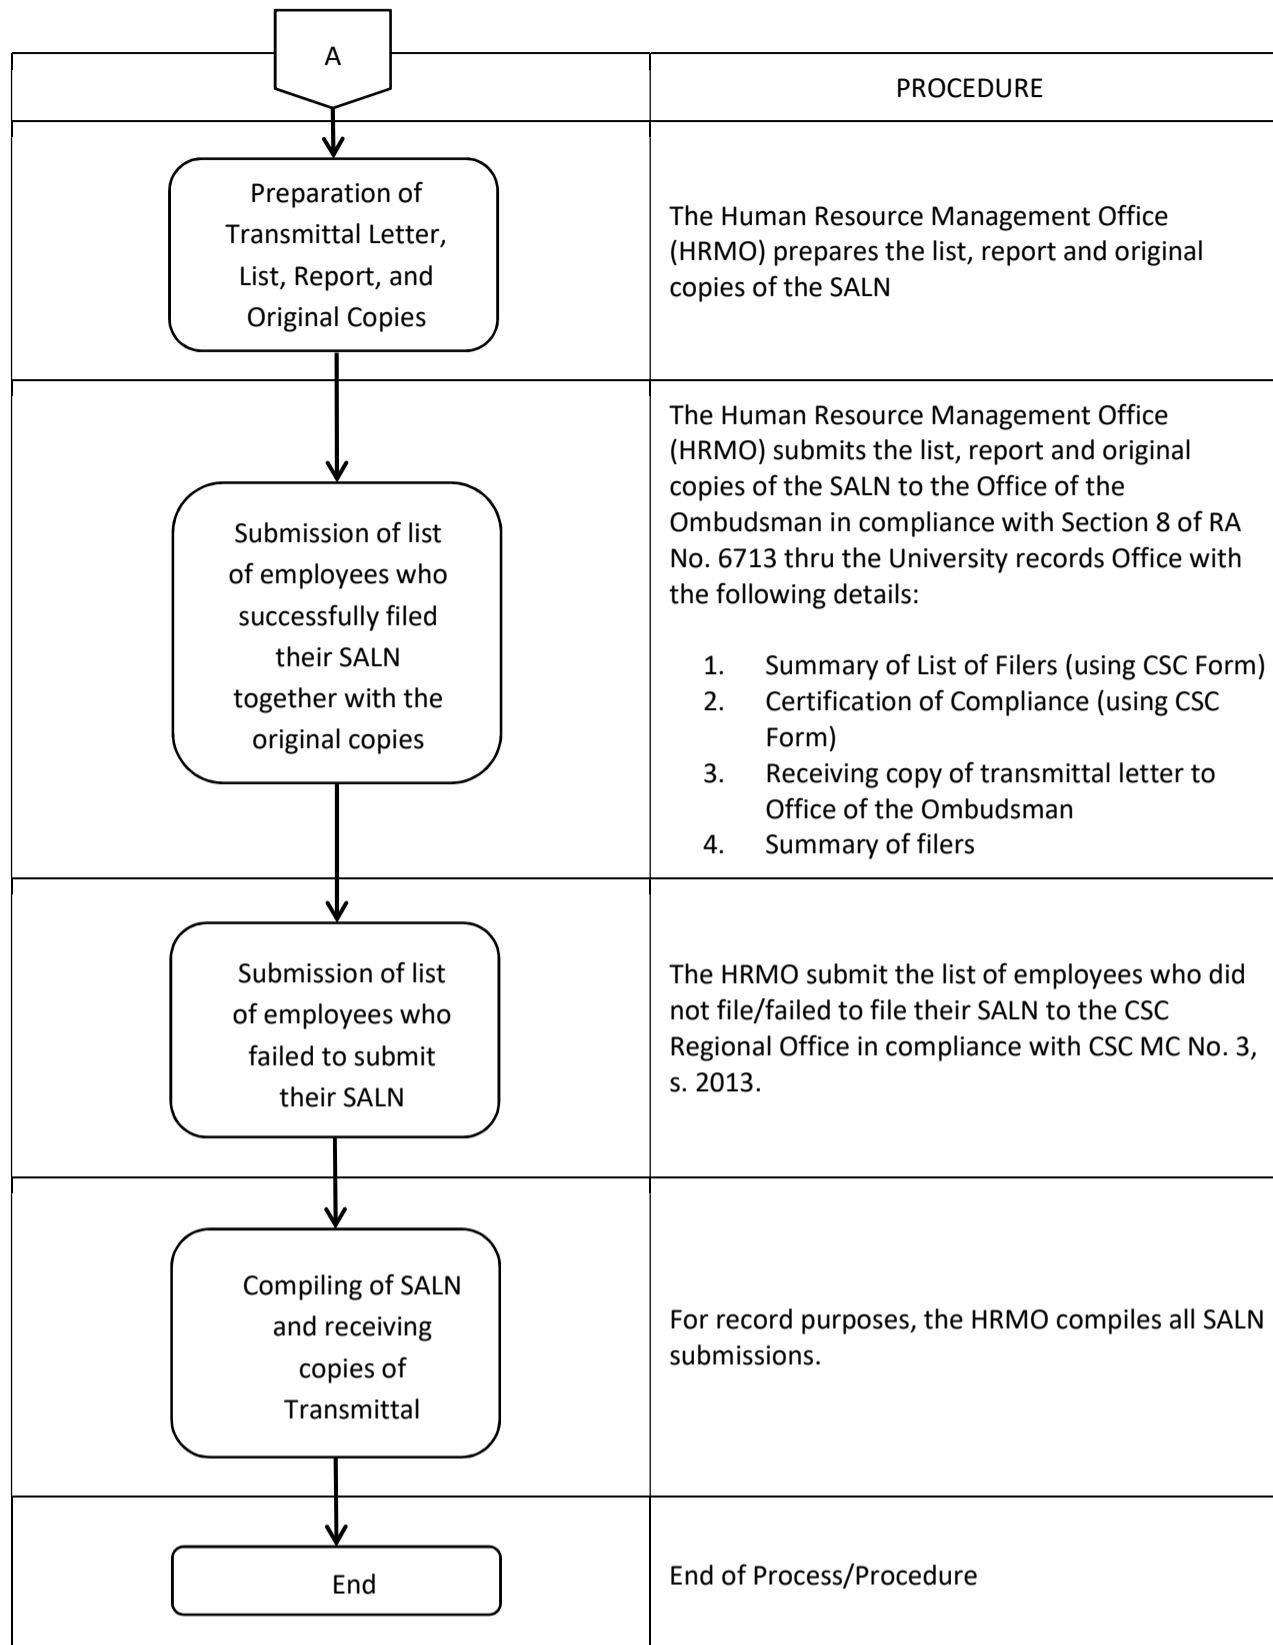 A
PROCEDURE
Preparation of
Transmittal Letter,
List, Report, and
Original Copies
The Human Resource Management Office
(HRMO) prepares the list, report and original
copies of the SALN
Submission of list
of employees who
successfully filed
their SALN
together with the
original copies
The Human Resource Management Office
(HRMO) submits the list, report and original
copies of the SALN to the Office of the
Ombudsman in compliance with Section 8 of RA
No. 6713 thru the University records Office with
the following details:
1. Summary of List of Filers (using CSC Form)
2. Certification of Compliance (using CSC
Form)
3. Receiving copy of transmittal letter to
Office of the Ombudsman
4. Summary of filers
Submission of list
of employees who
failed to submit
their SALN
The HRMO submit the list of employees who did
not file/failed to file their SALN to the CSC
Regional Office in compliance with CSC MC No. 3,
s. 2013.
Compiling of SALN
and receiving
copies of
Transmittal
For record purposes, the HRMO compiles all SALN
submissions.
End
End of Process/Procedure